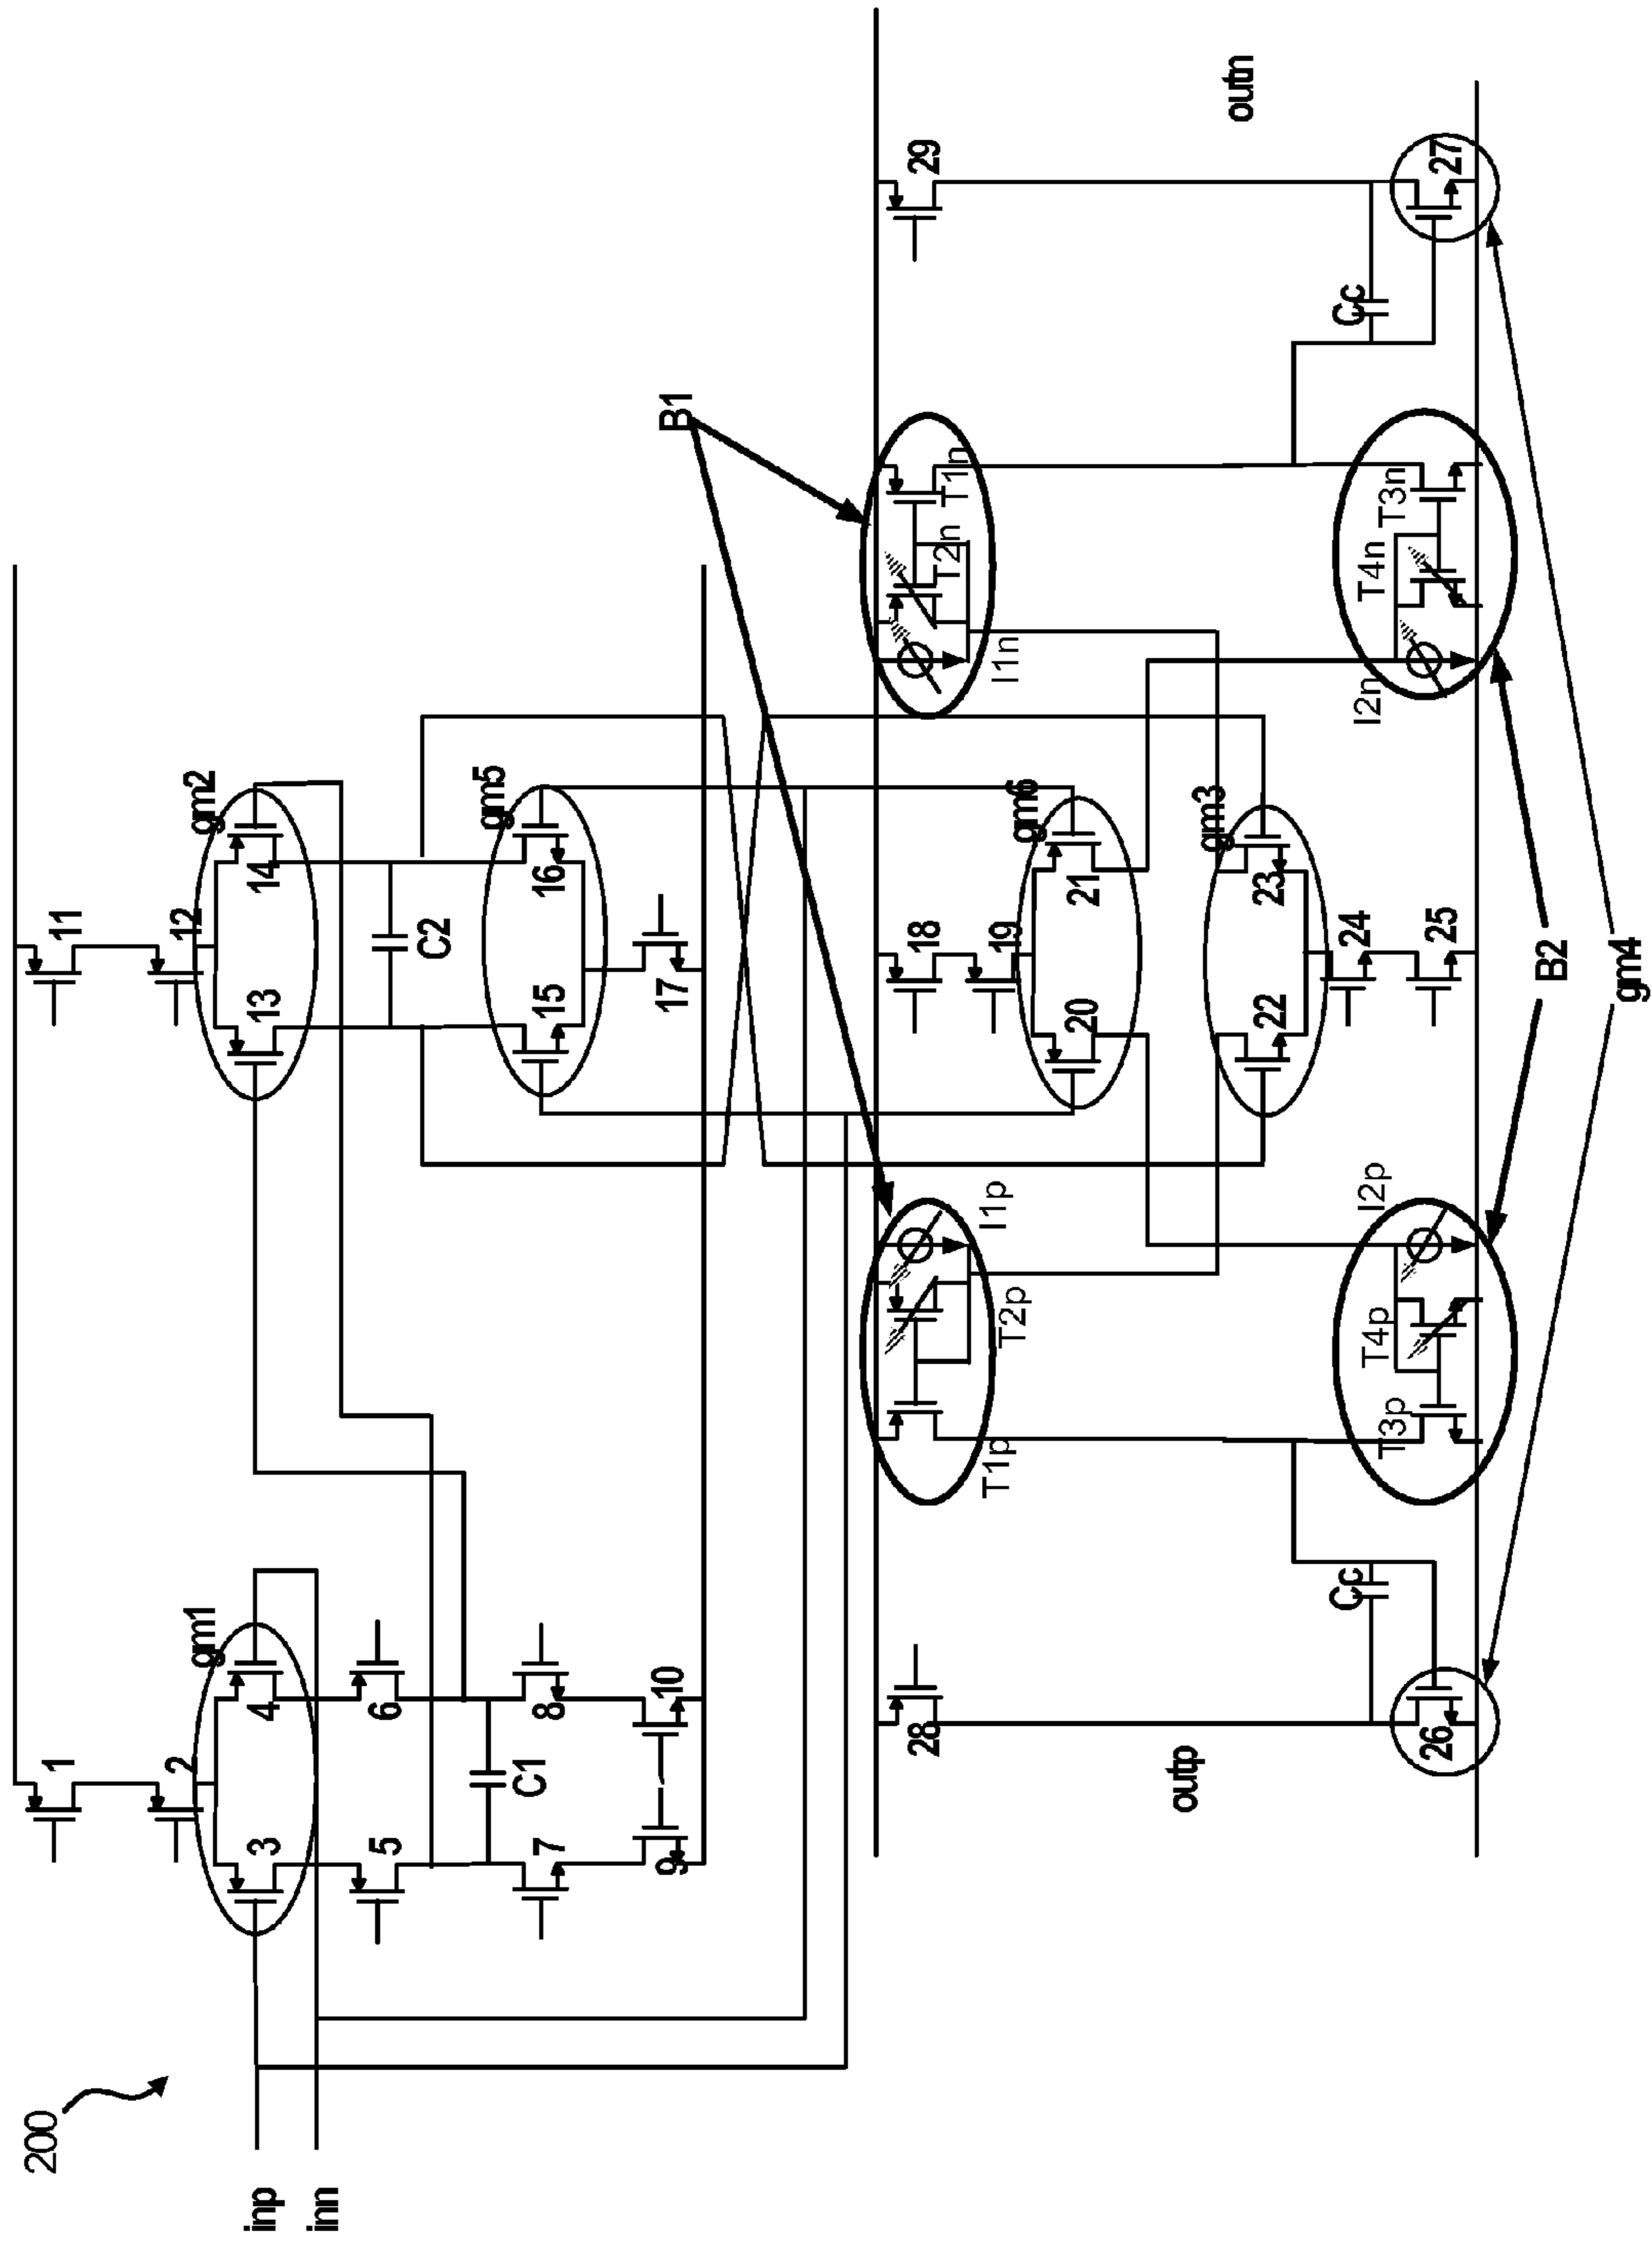 200
inp
inn
1
2
gm1
3
4
5
6
C1
7
8
9
10
11
12
gm2
13
14
C2
gm5
15
16
17
B1
18
19
gm6
20
21
gm3
22
23
24
25
I1p
T2p
T1p
I2p
T4p
T3p
I1n
T2n
T1n
I2n
T4n
T3n
28
outp
Cc
26
29
outn
Cc
27
B2
gm4